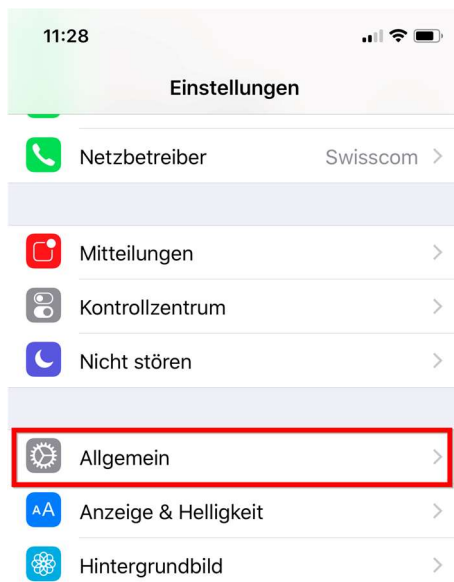 11:28
Einstellungen
Netzbetreiber Swisscom
Mitteilungen
Kontrollzentrum
Nicht stören
Allgemein
AA Anzeige & Helligkeit
Hintergrundbild